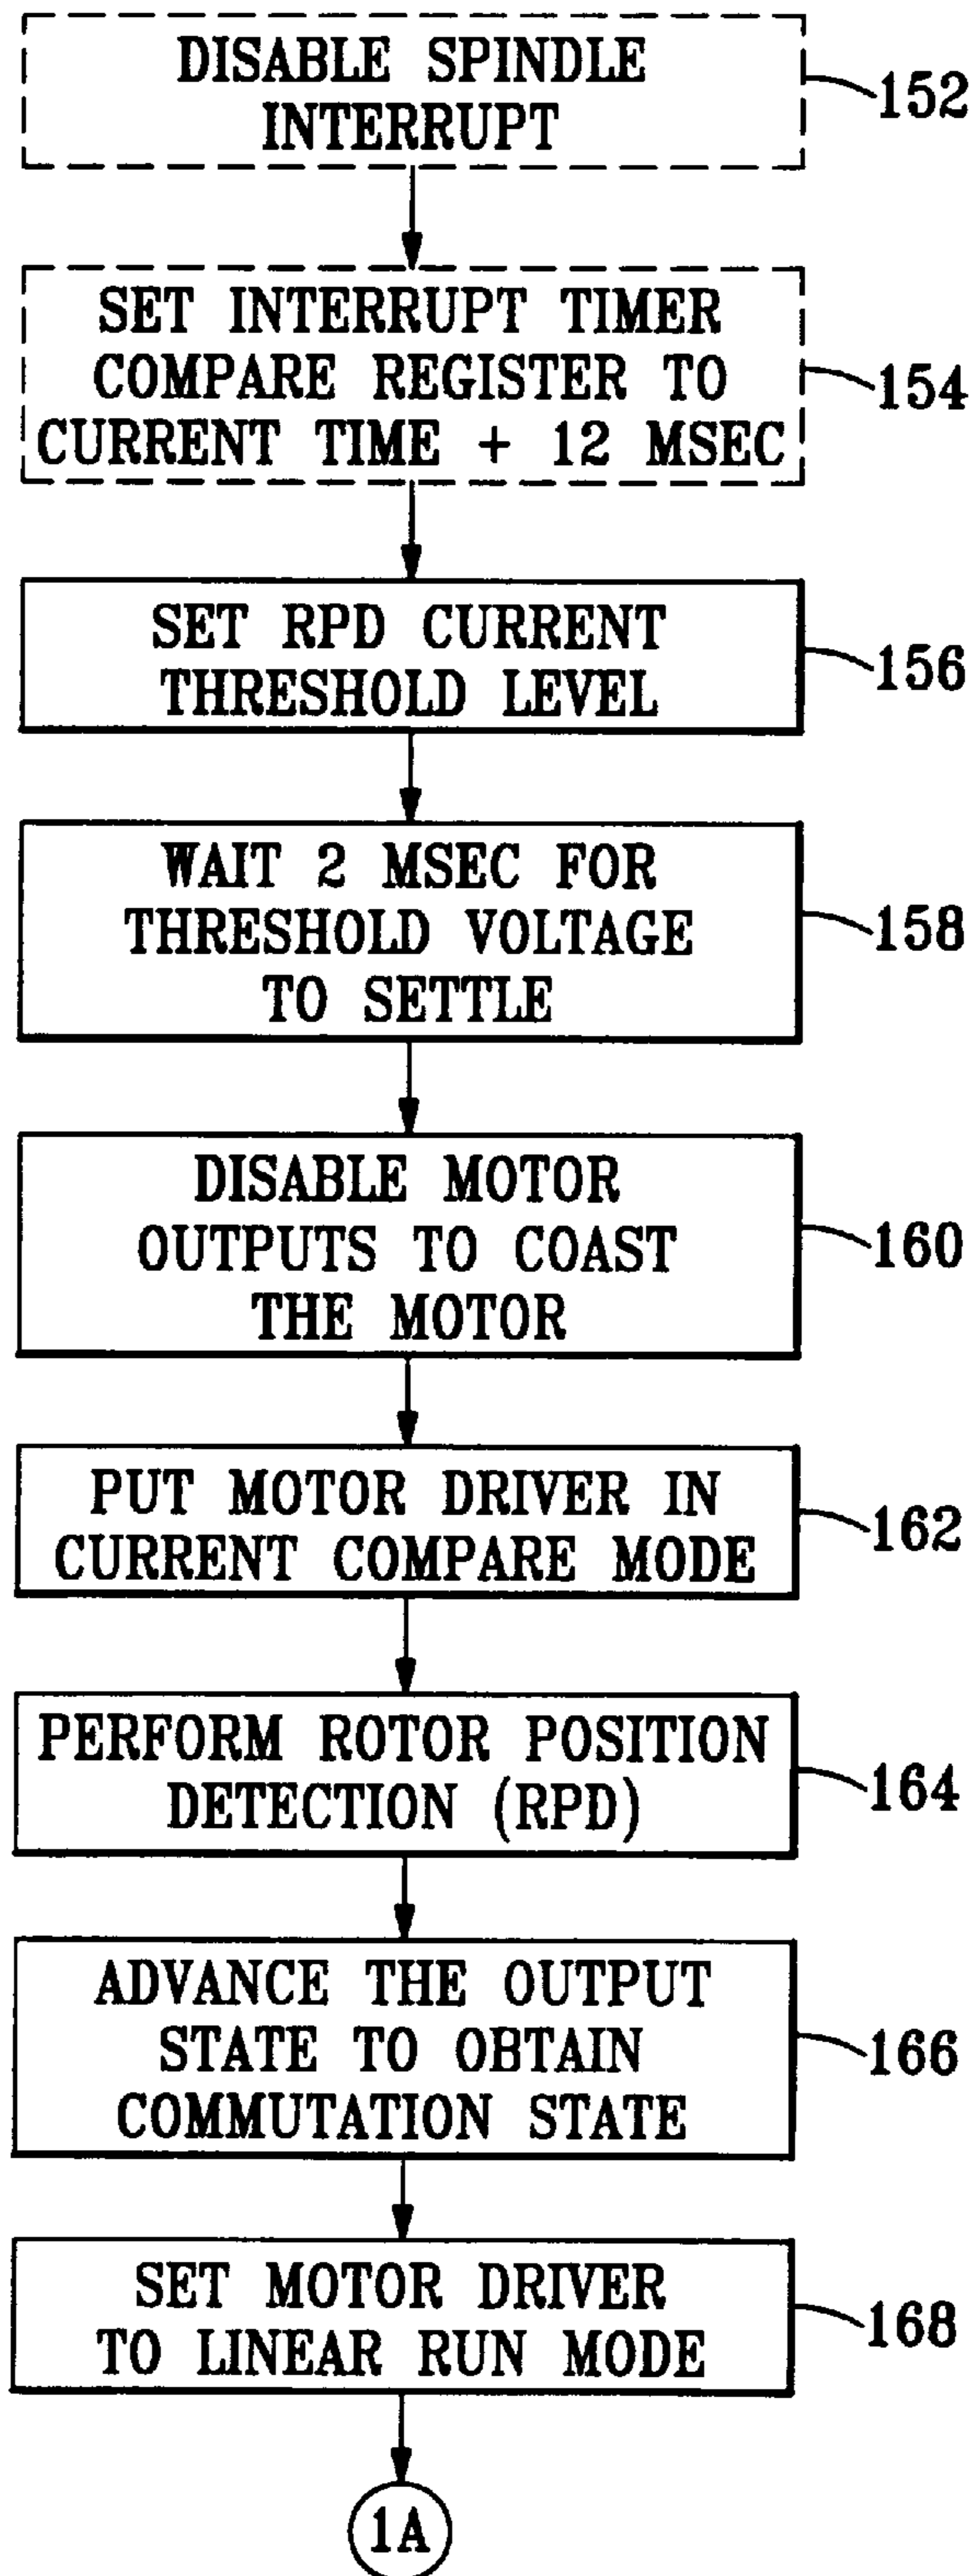 DISABLE SPINDLE
INTERRUPT
152
SET INTERRUPT TIMER
COMPARE REGISTER TO
CURRENT TIME + 12 MSEC
154
SET RPD CURRENT
THRESHOLD LEVEL
156
WAIT 2 MSEC FOR
THRESHOLD VOLTAGE
TO SETTLE
158
DISABLE MOTOR
OUTPUTS TO COAST
THE MOTOR
160
PUT MOTOR DRIVER IN
CURRENT COMPARE MODE
162
PERFORM ROTOR POSITION
DETECTION (RPD)
164
ADVANCE THE OUTPUT
STATE TO OBTAIN
COMMUTATION STATE
166
SET MOTOR DRIVER
TO LINEAR RUN MODE
168
1A